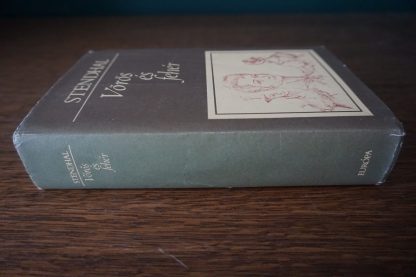 STENDHAL
Vörös
és
fehér
STENDHAL
Vörös
és
fehér
EURÓPA